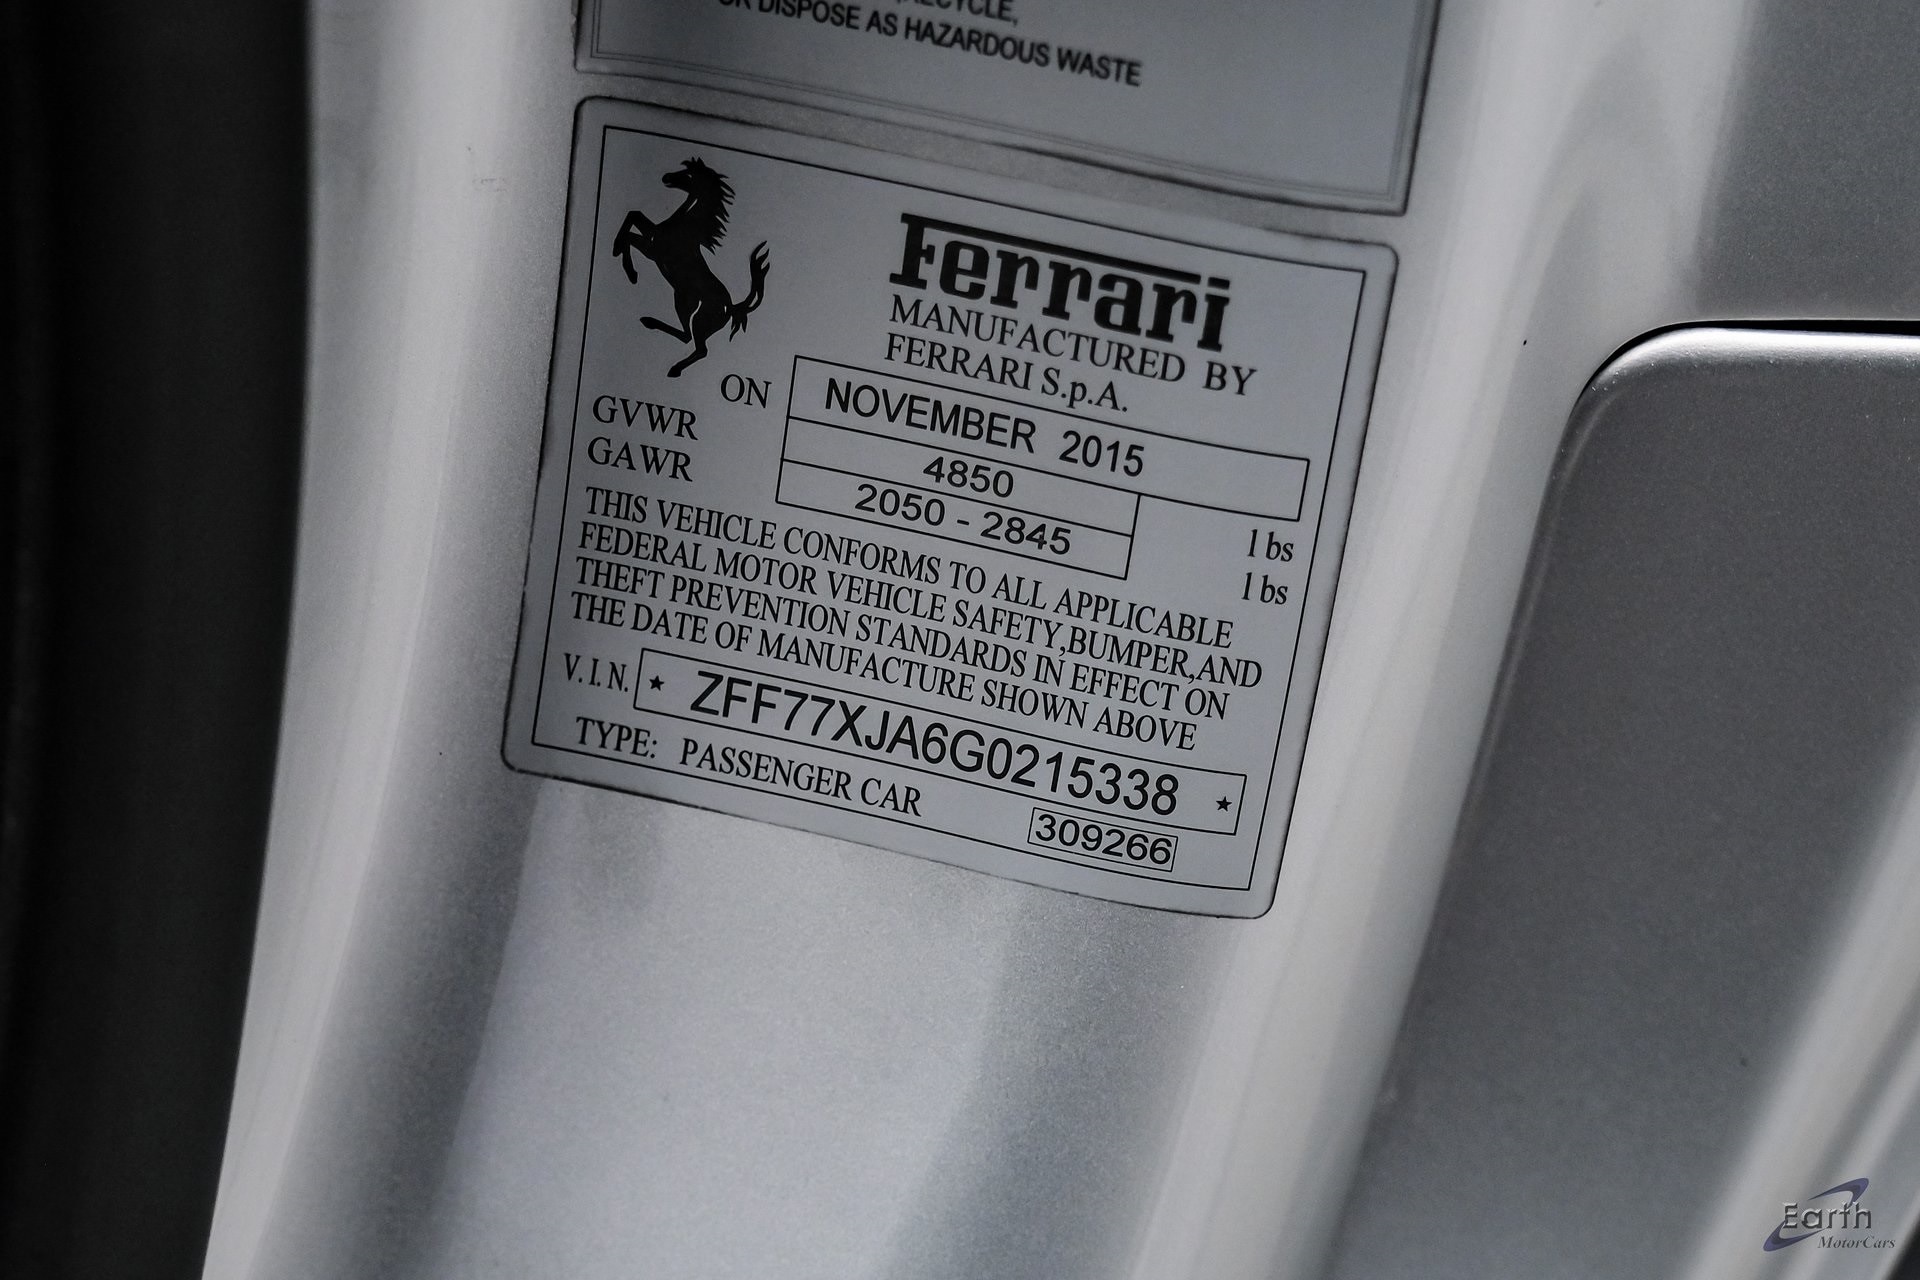 RECYCLE,
OR DISPOSE AS HAZARDOUS WASTE
Ferrari
MANUFACTURED BY
FERRARI S.p.A.
ON NOVEMBER 2015
GVWR 4850 lbs
GAWR 2050 - 2845 lbs
THIS VEHICLE CONFORMS TO ALL APPLICABLE
FEDERAL MOTOR VEHICLE SAFETY,BUMPER,AND
THEFT PREVENTION STANDARDS IN EFFECT ON
THE DATE OF MANUFACTURE SHOWN ABOVE
V.I.N. * ZFF77XJA6G0215338 *
TYPE: PASSENGER CAR
309266
Earth
MotorCars